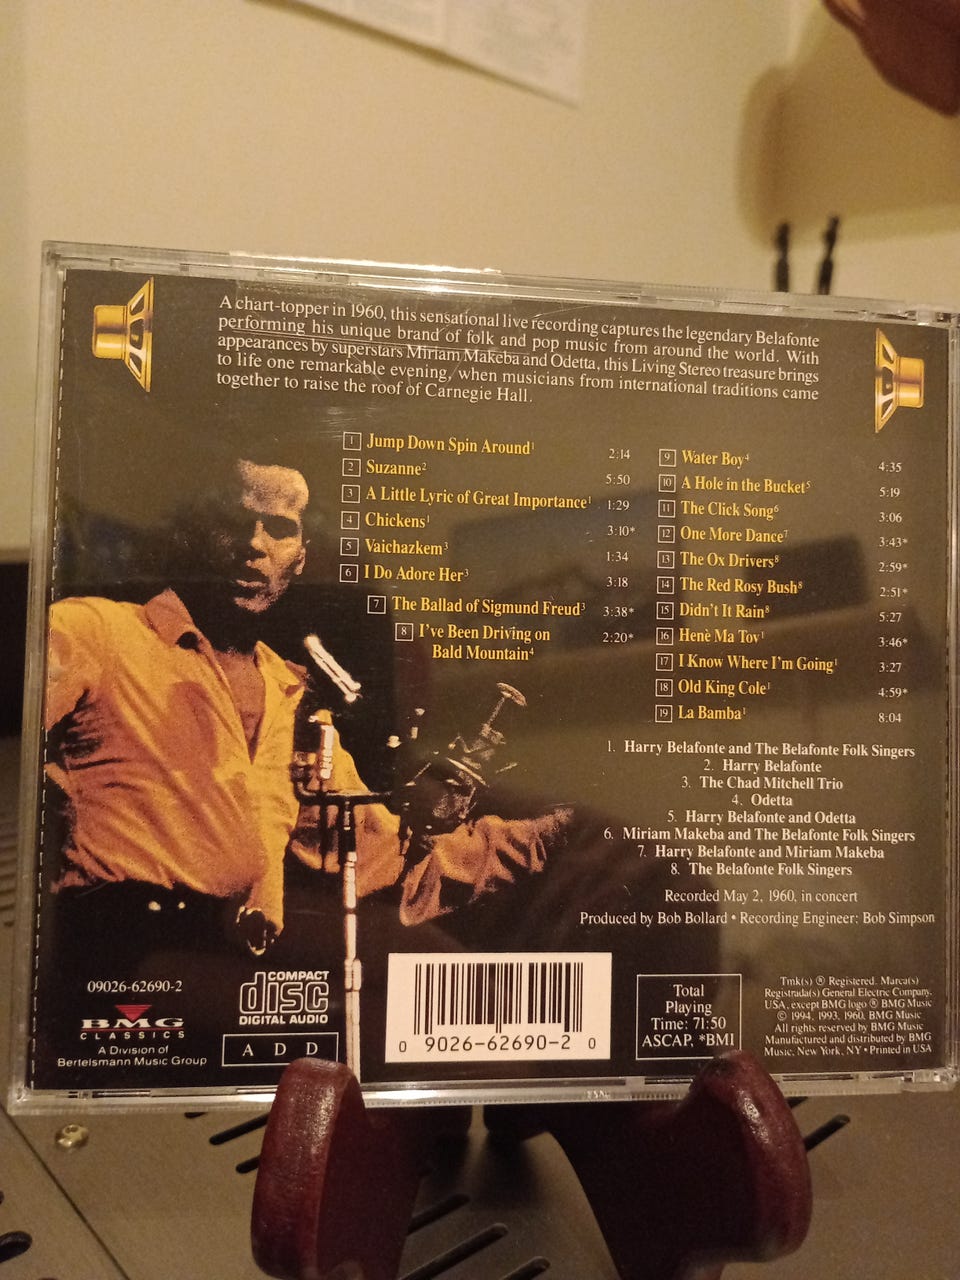 A chart-topper in 1960, this sensational live recording captures the legendary Belafonte
performing his unique brand of folk and pop music from around the world. With
appearances by superstars Miriam Makeba and Odetta, this Living Stereo treasure brings
to life one remarkable evening, when musicians from international traditions came
together to raise the roof of Carnegie Hall.
1 Jump Down Spin Around¹ 2:14
2 Suzanne² 5:50
3 A Little Lyric of Great Importance¹ 1:29
4 Chickens¹ 3:10*
5 Vaichazkem³ 1:34
6 I Do Adore Her³ 3:18
7 The Ballad of Sigmund Freud³ 3:38*
8 I've Been Driving on 2:20*
Bald Mountain⁴
9 Water Boy⁴ 4:35
10 A Hole in the Bucket⁵ 5:19
11 The Click Song⁶ 3:06
12 One More Dance⁷ 3:43*
13 The Ox Drivers⁸ 2:59*
14 The Red Rosy Bush⁸ 2:51*
15 Didn't It Rain⁸ 5:27
16 Henè Ma Tov¹ 3:46*
17 I Know Where I'm Going¹ 3:27
18 Old King Cole¹ 4:59*
19 La Bamba¹ 8:04
1. Harry Belafonte and The Belafonte Folk Singers
2. Harry Belafonte
3. The Chad Mitchell Trio
4. Odetta
5. Harry Belafonte and Odetta
6. Miriam Makeba and The Belafonte Folk Singers
7. Harry Belafonte and Miriam Makeba
8. The Belafonte Folk Singers
Recorded May 2, 1960, in concert
Produced by Bob Bollard • Recording Engineer: Bob Simpson
09026-62690-2
BMG
CLASSICS
A Division of
Bertelsmann Music Group
COMPACT
disc
DIGITAL AUDIO
A D D
0 9026-62690-2 0
Total
Playing
Time: 71:50
ASCAP, *BMI
Tmk(s) ® Registered. Marca(s)
Registrada(s) General Electric Company,
USA, except BMG logo ® BMG Music
© 1994, 1993, 1960, BMG Music
All rights reserved by BMG Music
Manufactured and distributed by BMG
Music, New York, NY • Printed in USA